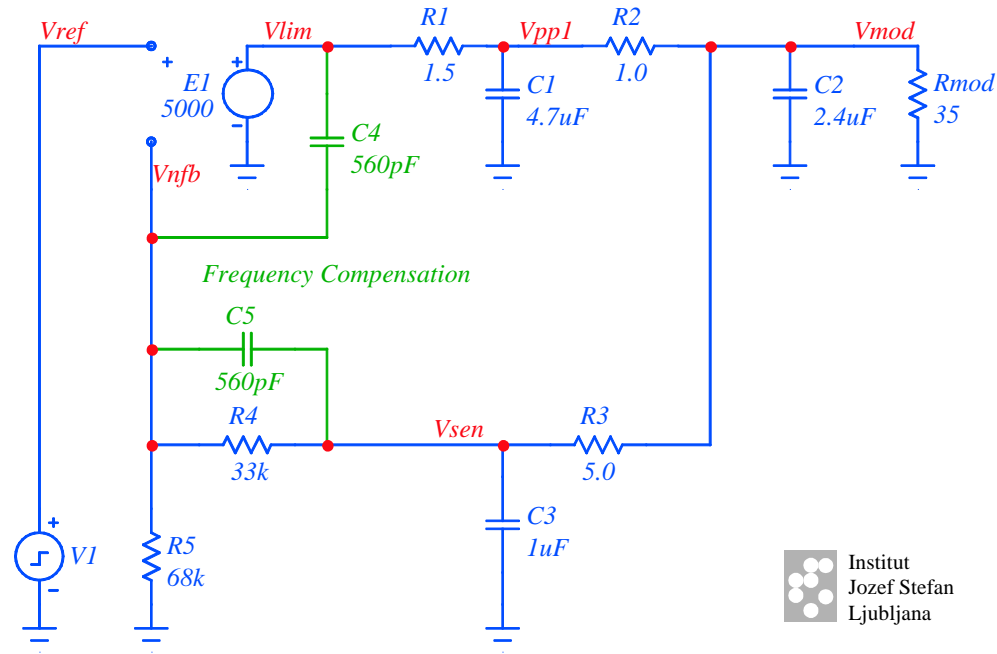 Vref
Vlim
R1
Vpp1
R2
Vmod
+
+
E1
5000
1.5
1.0
C1
4.7uF
C2
2.4uF
Rmod
35
−
−
C4
560pF
Vnfb
Frequency Compensation
C5
560pF
R4
33k
Vsen
R3
5.0
+
V1
−
R5
68k
C3
1uF
Institut
Jozef Stefan
Ljubljana